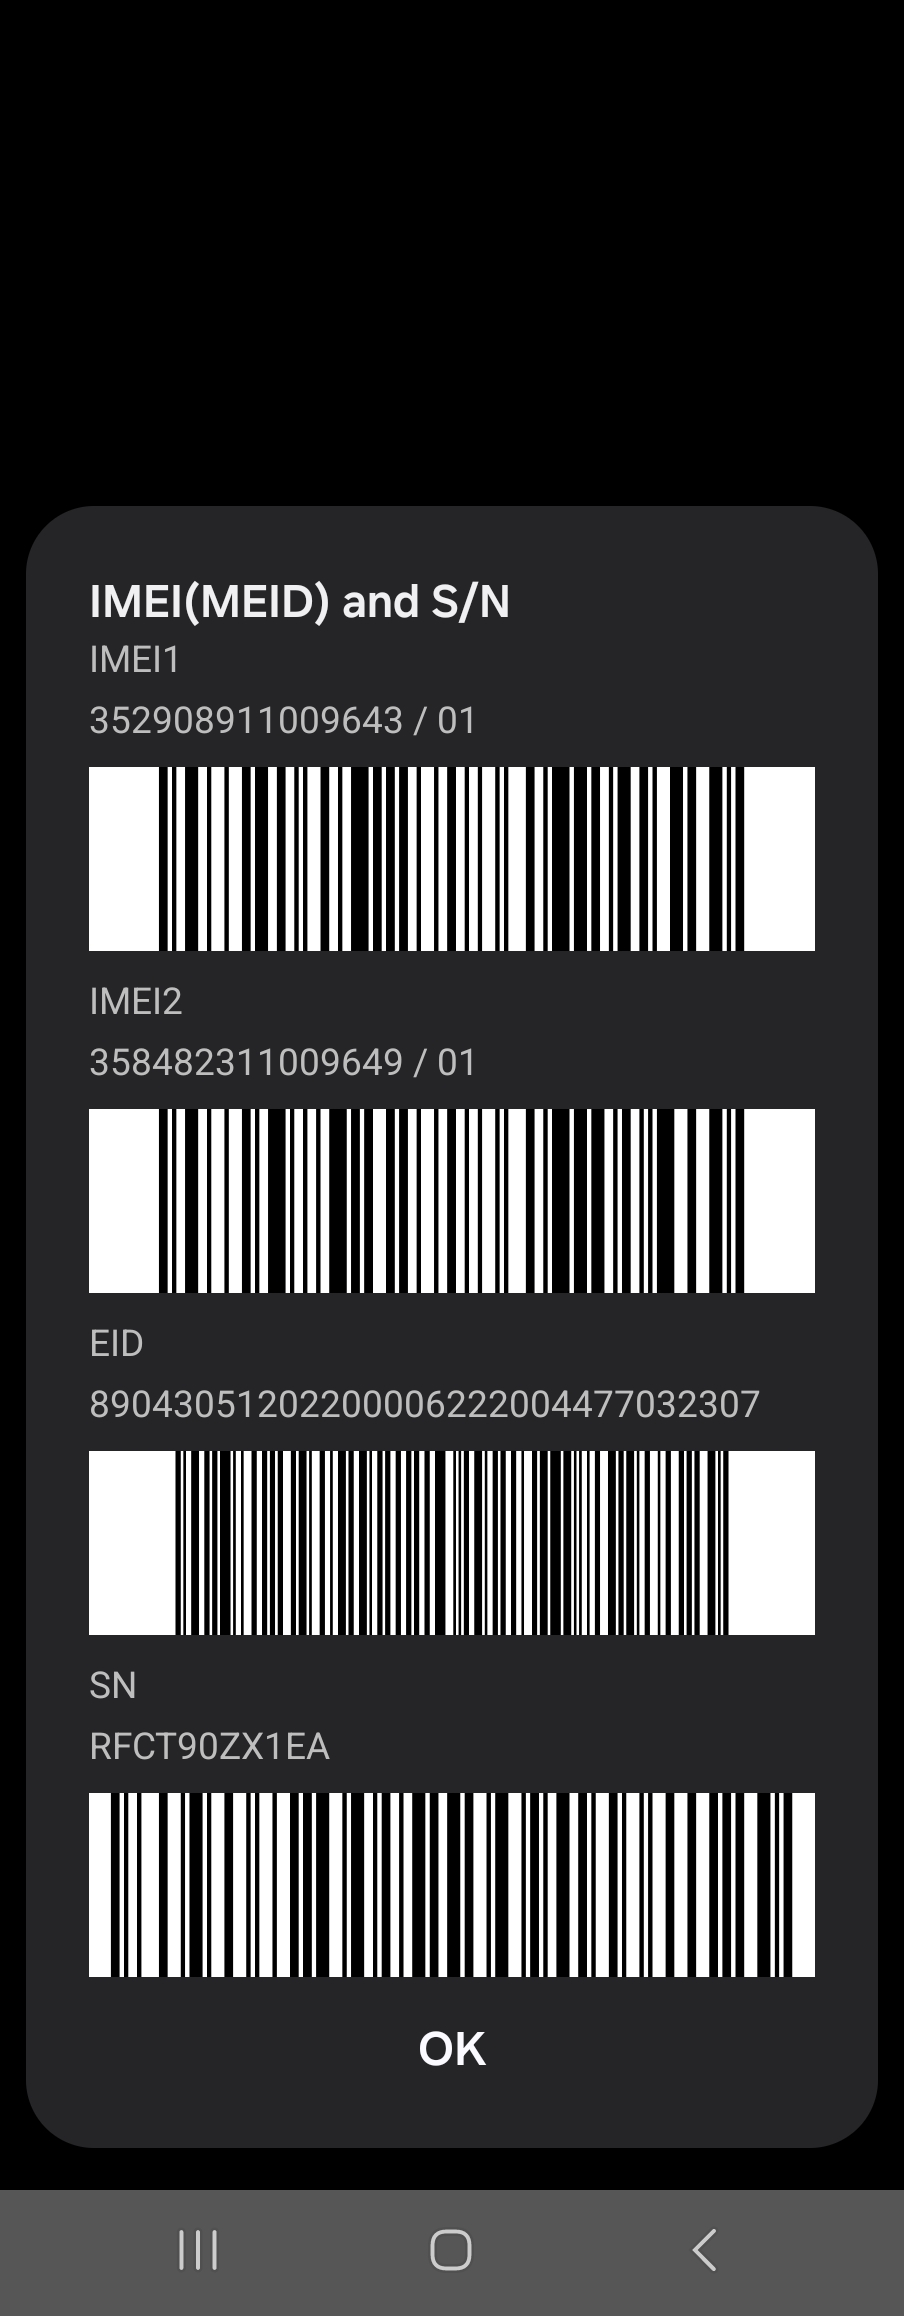 IMEI(MEID) and S/N
IMEI1
352908911009643 / 01
IMEI2
358482311009649 / 01
EID
89043051202200006222004477032307
SN
RFCT90ZX1EA
OK